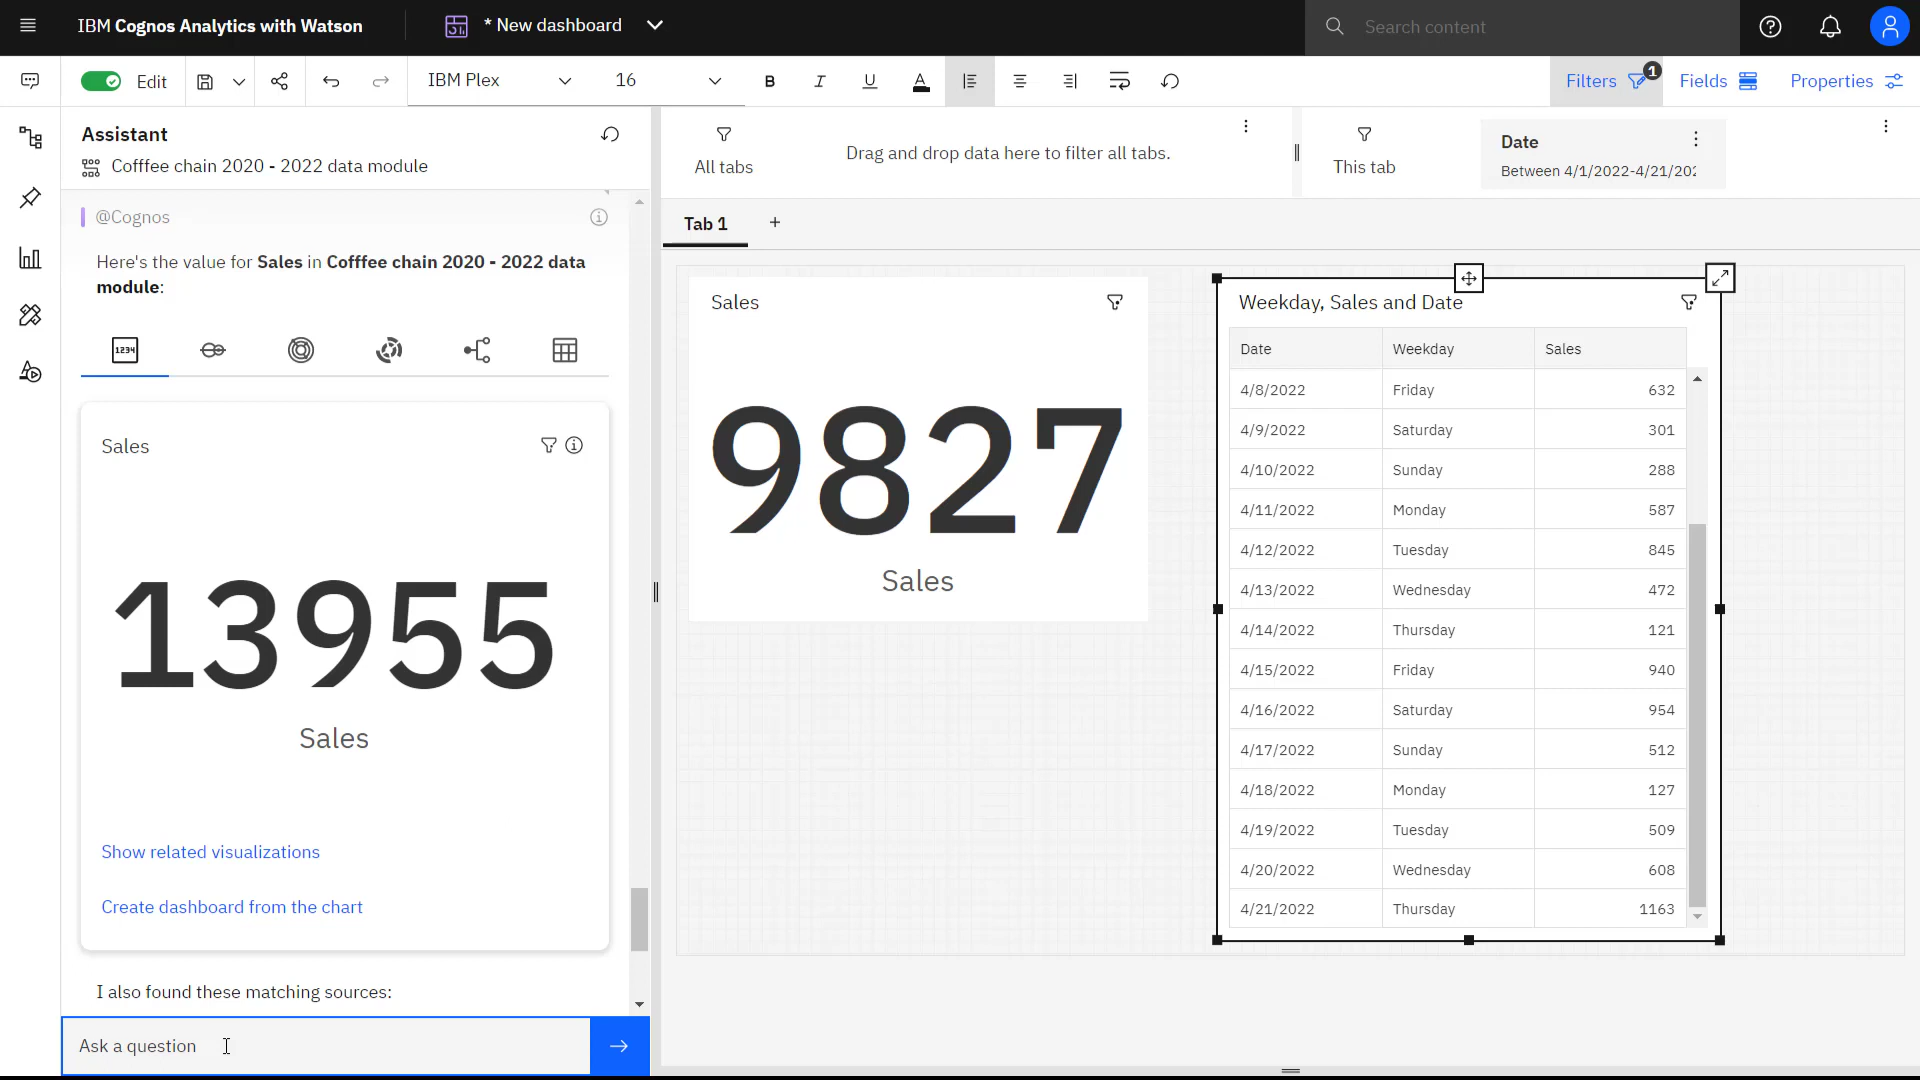 IBM Cognos Analytics with Watson
* New dashboard
Search content
Edit
IBM Plex
16
B I U A
Filters 1
Fields
Properties
Assistant
Cofffee chain 2020 - 2022 data module
@Cognos
Here's the value for Sales in Cofffee chain 2020 - 2022 data
module:
1234
Sales
13955
Sales
Show related visualizations
Create dashboard from the chart
I also found these matching sources:
Ask a question
All tabs
Drag and drop data here to filter all tabs.
This tab
Date
Between 4/1/2022-4/21/202
Tab 1 +
Sales
9827
Sales
Weekday, Sales and Date
Date Weekday Sales
4/8/2022 Friday 632
4/9/2022 Saturday 301
4/10/2022 Sunday 288
4/11/2022 Monday 587
4/12/2022 Tuesday 845
4/13/2022 Wednesday 472
4/14/2022 Thursday 121
4/15/2022 Friday 940
4/16/2022 Saturday 954
4/17/2022 Sunday 512
4/18/2022 Monday 127
4/19/2022 Tuesday 509
4/20/2022 Wednesday 608
4/21/2022 Thursday 1163